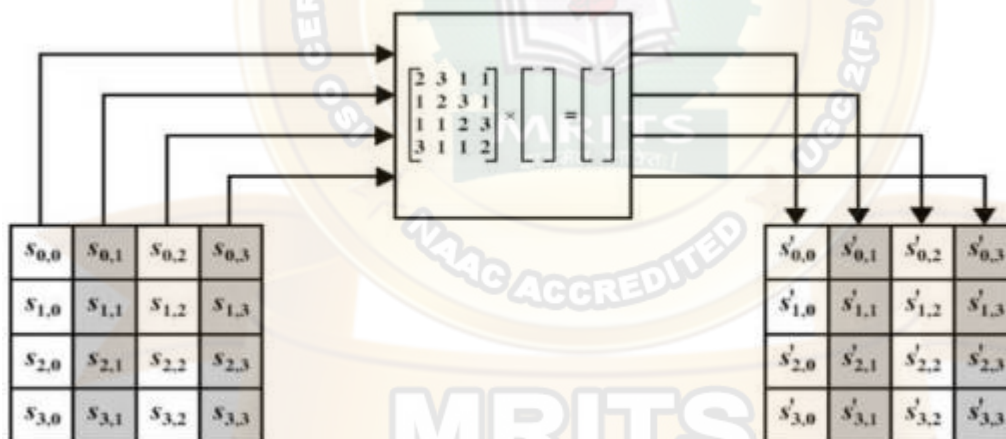 2 3 1 1
1 2 3 1
1 1 2 3
3 1 1 2
× =
s0,0 s0,1 s0,2 s0,3
s1,0 s1,1 s1,2 s1,3
s2,0 s2,1 s2,2 s2,3
s3,0 s3,1 s3,2 s3,3
s'0,0 s'0,1 s'0,2 s'0,3
s'1,0 s'1,1 s'1,2 s'1,3
s'2,0 s'2,1 s'2,2 s'2,3
s'3,0 s'3,1 s'3,2 s'3,3
MRITS
UGC 2(F)
NAAC ACCREDITED
MRITS